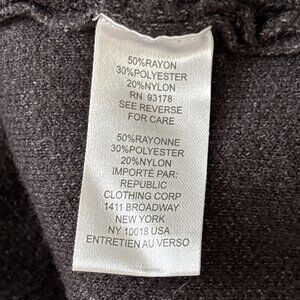 50%RAYON
30%POLYESTER
20%NYLON
RN 93178
SEE REVERSE
FOR CARE
50%RAYONNE
30%POLYESTER
20%NYLON
IMPORTÉ PAR:
REPUBLIC
CLOTHING CORP
1411 BROADWAY
NEW YORK
NY 10018 USA
ENTRETIEN AU VERSO